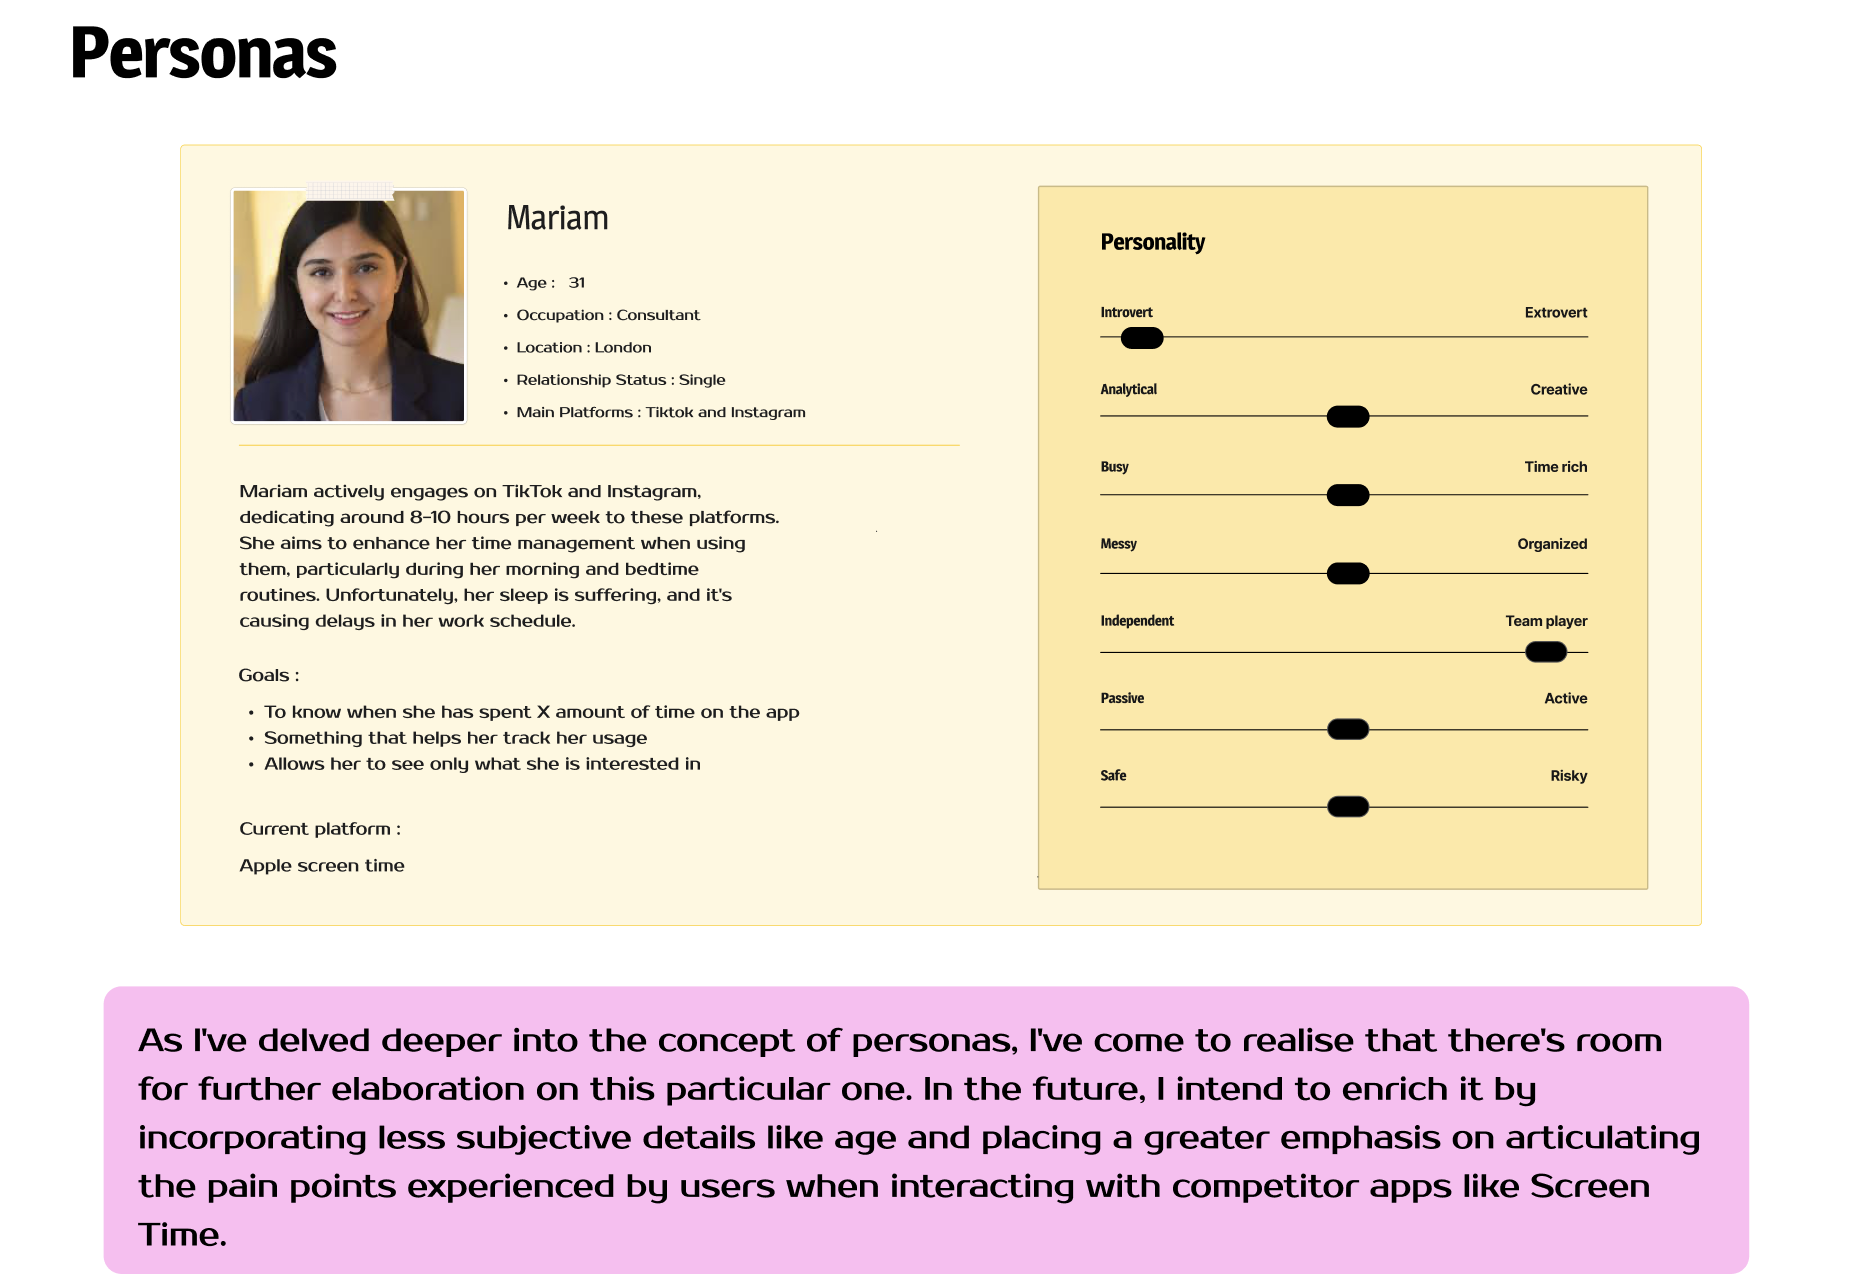 Personas
Mariam
• Age : 31
• Occupation : Consultant
• Location : London
• Relationship Status : Single
• Main Platforms : Tiktok and Instagram
Mariam actively engages on TikTok and Instagram,
dedicating around 8-10 hours per week to these platforms.
She aims to enhance her time management when using
them, particularly during her morning and bedtime
routines. Unfortunately, her sleep is suffering, and it's
causing delays in her work schedule.
Goals :
• To know when she has spent X amount of time on the app
• Something that helps her track her usage
• Allows her to see only what she is interested in
Current platform :
Apple screen time
Personality
Introvert Extrovert
Analytical Creative
Busy Time rich
Messy Organized
Independent Team player
Passive Active
Safe Risky
As I've delved deeper into the concept of personas, I've come to realise that there's room
for further elaboration on this particular one. In the future, I intend to enrich it by
incorporating less subjective details like age and placing a greater emphasis on articulating
the pain points experienced by users when interacting with competitor apps like Screen
Time.